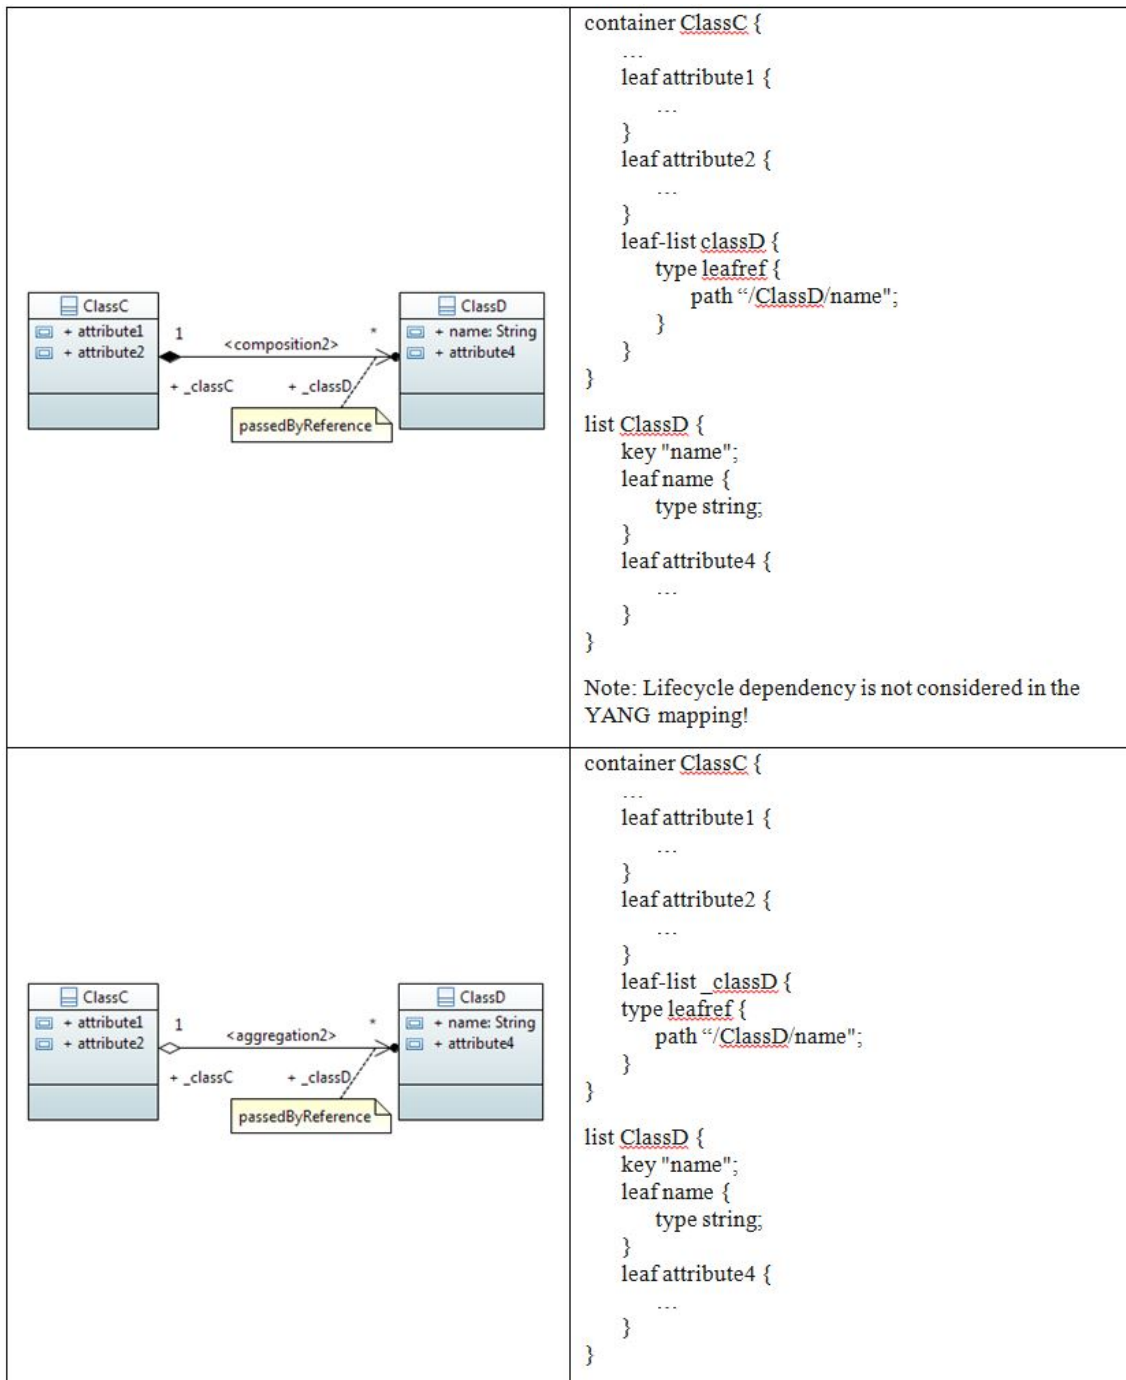 ClassC
+ attribute1
+ attribute2
1
<composition2>
*
+ _classC
+ _classD
passedByReference
ClassD
+ name: String
+ attribute4
container ClassC {
...
leaf attribute1 {
...
}
leaf attribute2 {
...
}
leaf-list classD {
type leafref {
path “/ClassD/name";
}
}
}
list ClassD {
key "name";
leaf name {
type string;
}
leaf attribute4 {
...
}
}
Note: Lifecycle dependency is not considered in the
YANG mapping!
ClassC
+ attribute1
+ attribute2
1
<aggregation2>
*
+ _classC
+ _classD
passedByReference
ClassD
+ name: String
+ attribute4
container ClassC {
...
leaf attribute1 {
...
}
leaf attribute2 {
...
}
leaf-list _classD {
type leafref {
path “/ClassD/name";
}
}
list ClassD {
key "name";
leaf name {
type string;
}
leaf attribute4 {
...
}
}